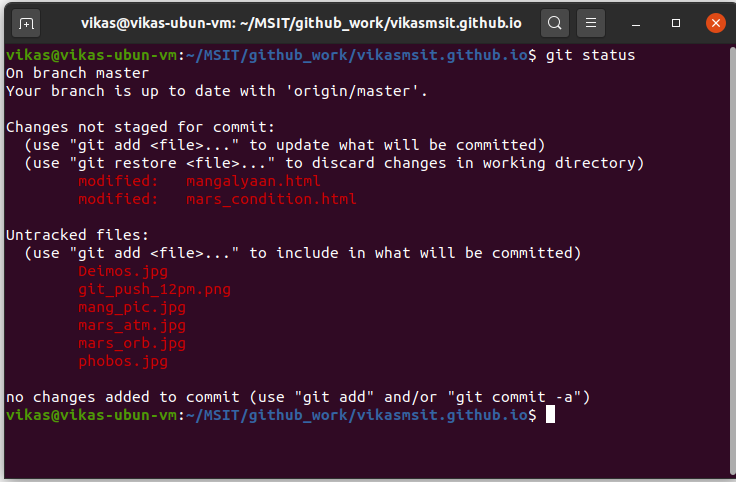 vikas@vikas-ubun-vm: ~/MSIT/github_work/vikasmsit.github.io
vikas@vikas-ubun-vm:~/MSIT/github_work/vikasmsit.github.io$ git status
On branch master
Your branch is up to date with 'origin/master'.

Changes not staged for commit:
  (use "git add <file>..." to update what will be committed)
  (use "git restore <file>..." to discard changes in working directory)
        modified:   mangalyaan.html
        modified:   mars_condition.html

Untracked files:
  (use "git add <file>..." to include in what will be committed)
        Deimos.jpg
        git_push_12pm.png
        mang_pic.jpg
        mars_atm.jpg
        mars_orb.jpg
        phobos.jpg

no changes added to commit (use "git add" and/or "git commit -a")
vikas@vikas-ubun-vm:~/MSIT/github_work/vikasmsit.github.io$